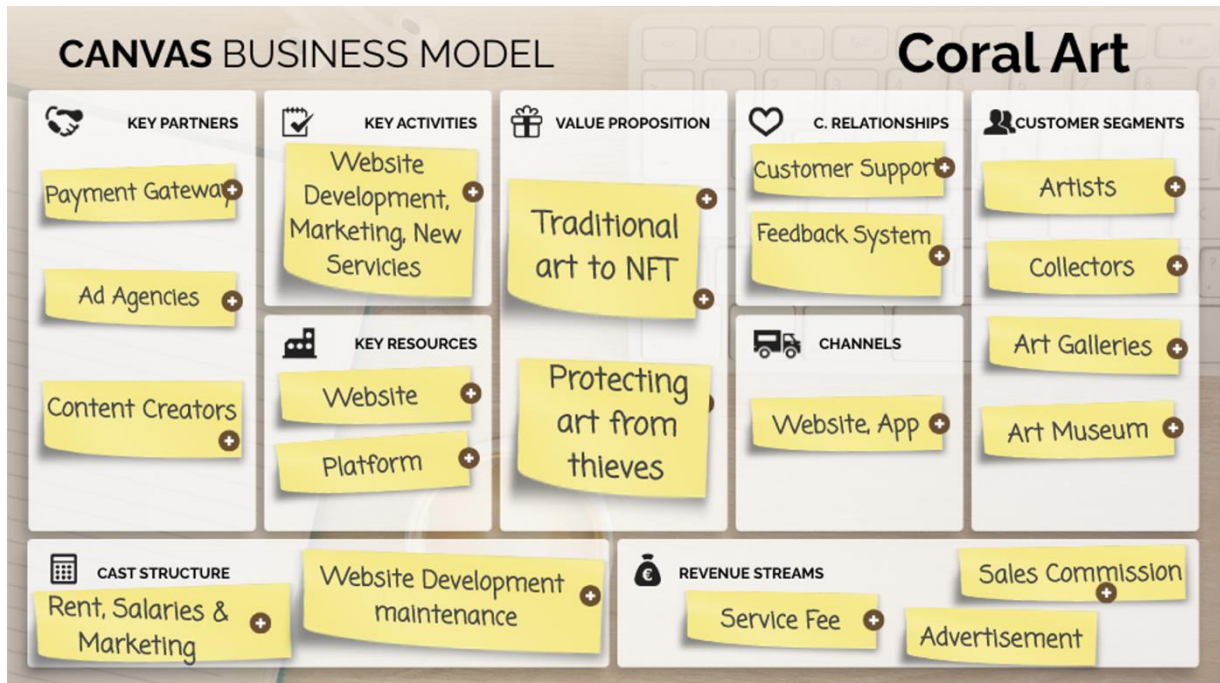 CANVAS BUSINESS MODEL
Coral Art
KEY PARTNERS
Payment Gateway
Ad Agencies
Content Creators
KEY ACTIVITIES
Website
Development,
Marketing, New
Servicies
KEY RESOURCES
Website
Platform
VALUE PROPOSITION
Traditional
art to NFT
Protecting
art from
thieves
C. RELATIONSHIPS
Customer Support
Feedback System
CHANNELS
Website, App
CUSTOMER SEGMENTS
Artists
Collectors
Art Galleries
Art Museum
CAST STRUCTURE
Rent, Salaries &
Marketing
Website Development
maintenance
REVENUE STREAMS
Service Fee
Sales Commission
Advertisement